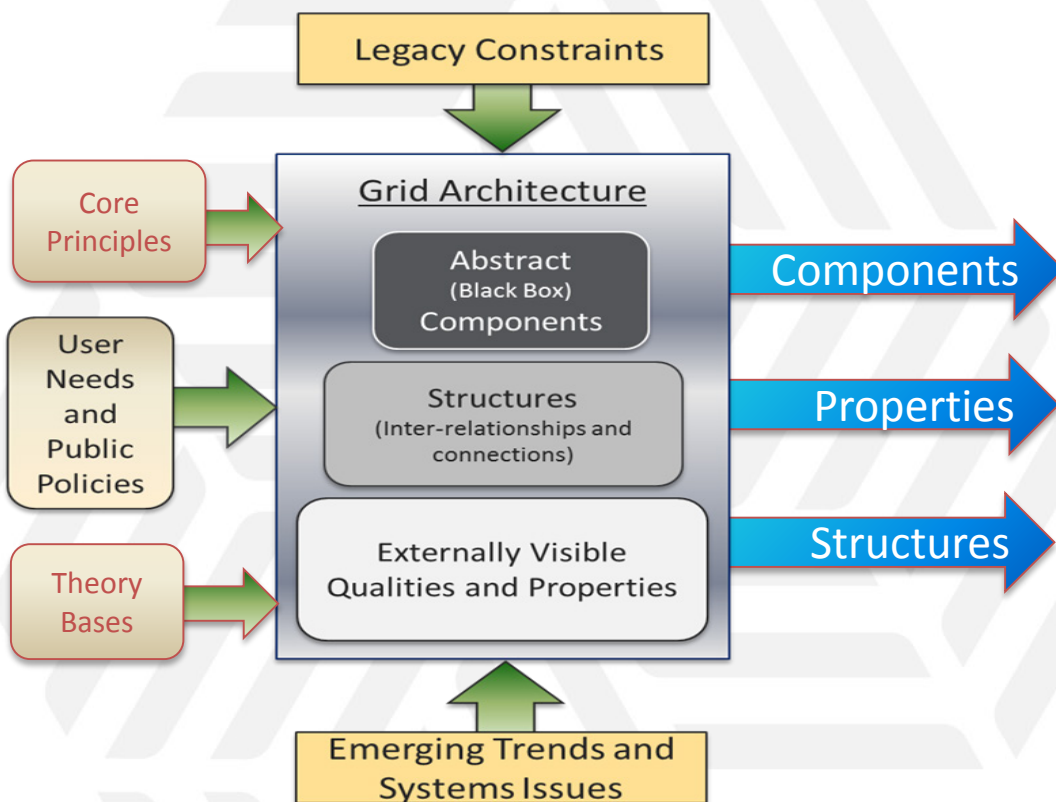 Legacy Constraints
Core
Principles
User
Needs
and
Public
Policies
Theory
Bases
Grid Architecture
Abstract
(Black Box)
Components
Structures
(Inter-relationships and
connections)
Externally Visible
Qualities and Properties
Components
Properties
Structures
Emerging Trends and
Systems Issues